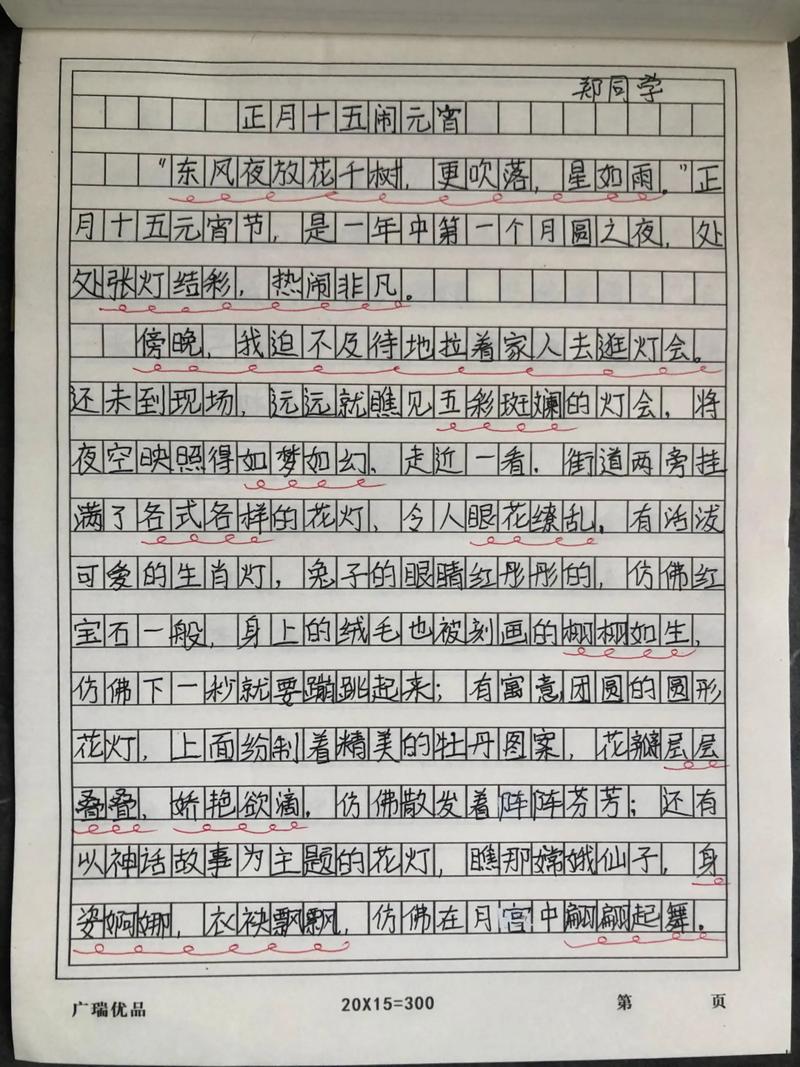 郑同学
正月十五闹元宵
“东风夜放花千树，更吹落，星如雨。”正
月十五元宵节，是一年中第一个月圆之夜，处
处张灯结彩，热闹非凡。
傍晚，我迫不及待地拉着家人去逛灯会。
还未到现场，远远就瞧见五彩斑斓的灯会，将
夜空映照得如梦如幻、走近一看，街道两旁挂
满了各式各样的花灯、令人眼花缭乱，有活泼
可爱的生肖灯，兔子的眼睛红彤彤的，仿佛红
宝石一般，身上的绒毛也被刻画的栩栩如生，
仿佛下一秒就要蹦跳起来；有寓意团圆的圆形
花灯，上面纷制着精美的牡丹图案，花瓣层层
叠叠，娇艳欲滴。仿佛散发着阵阵芬芳；还有
以神话故事为主题的花灯，瞧那嫦娥仙子，身
姿婀娜，衣袂飘飘，仿佛在月宫中翩翩起舞。
广瑞优品 20X15=300 第 页